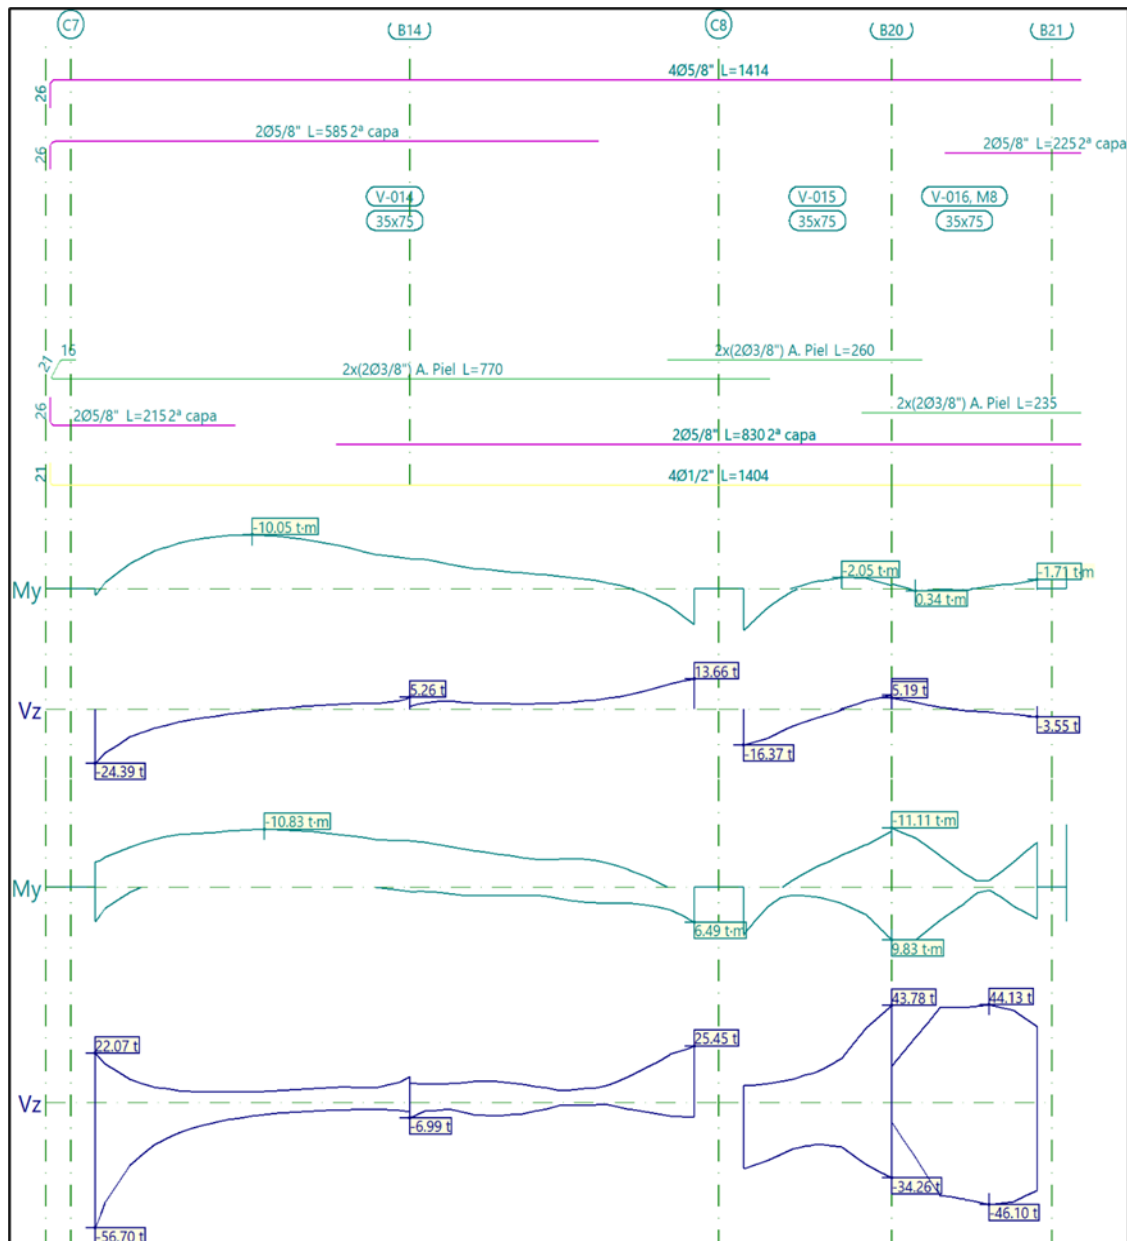 C7 B14 C8 B20 B21
4Ø5/8" L=1414
26
2Ø5/8" L=585 2ª capa
26
2Ø5/8" L=225 2ª capa
V-014 V-015 V-016, M8
35x75 35x75 35x75
16
21
2x(2Ø3/8") A. Piel L=260
2x(2Ø3/8") A. Piel L=770
26
2x(2Ø3/8") A. Piel L=235
2Ø5/8" L=215 2ª capa
2Ø5/8" L=830 2ª capa
21
4Ø1/2" L=1404
-10.05 t·m
-2.05 t·m
-1.71 t·m
My
0.34 t·m
13.66 t
5.26 t
5.19 t
Vz
-3.55 t
-16.37 t
-24.39 t
-10.83 t·m
-11.11 t·m
My
6.49 t·m
9.83 t·m
43.78 t
44.13 t
22.07 t
25.45 t
Vz
-6.99 t
-34.26 t
-46.10 t
-56.70 t